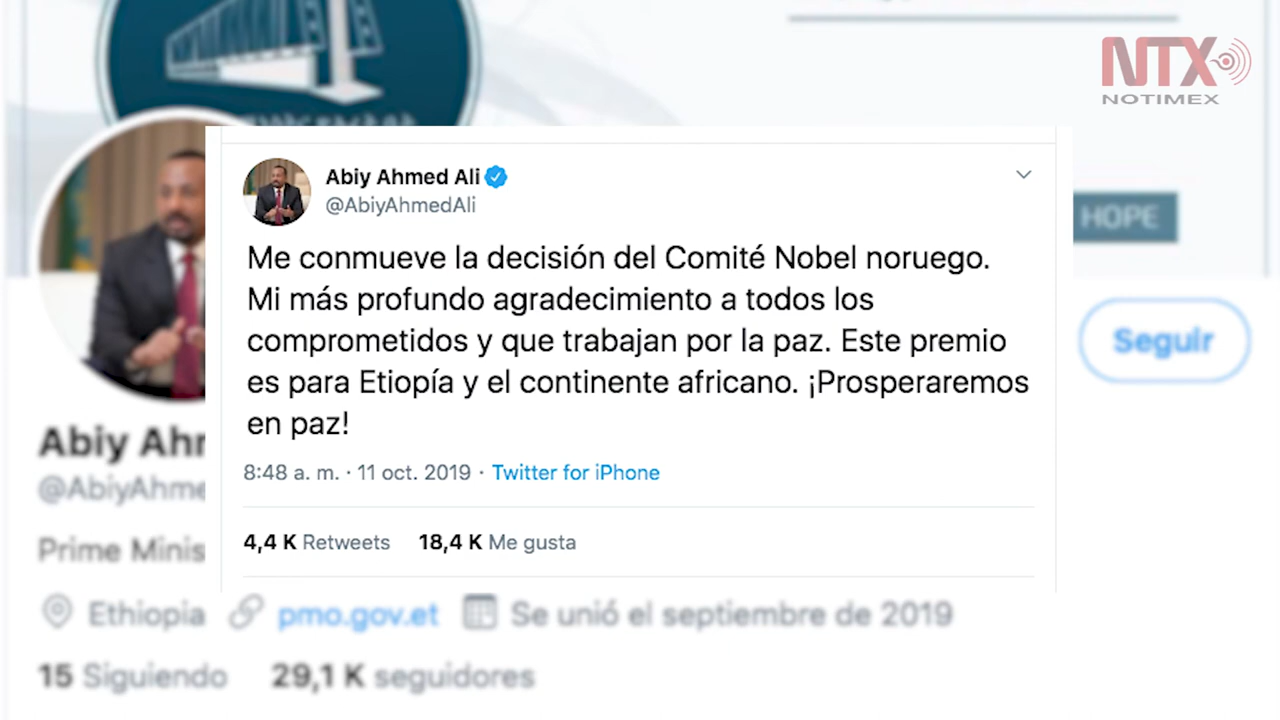 NTX
NOTIMEX
Abiy Ahmed Ali
@AbiyAhmedAli
HOPE
Me conmueve la decisión del Comité Nobel noruego.
Mi más profundo agradecimiento a todos los
comprometidos y que trabajan por la paz. Este premio
es para Etiopía y el continente africano. ¡Prosperaremos
en paz!
Seguir
8:48 a. m. · 11 oct. 2019 · Twitter for iPhone
4,4 K Retweets 18,4 K Me gusta
Abiy Ah
@AbiyAhme
Prime Minis
Ethiopia pmo.gov.et Se unió el septiembre de 2019
15 Siguiendo 29,1 K seguidores